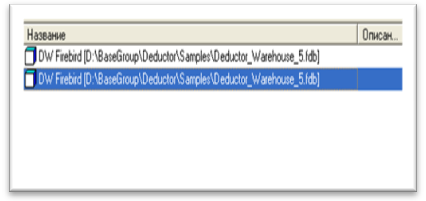 Название Описан...
DW Firebird [D:\BaseGroup\Deductor\Samples\Deductor_Warehouse_5.fdb]
DW Firebird [D:\BaseGroup\Deductor\Samples\Deductor_Warehouse_5.fdb]